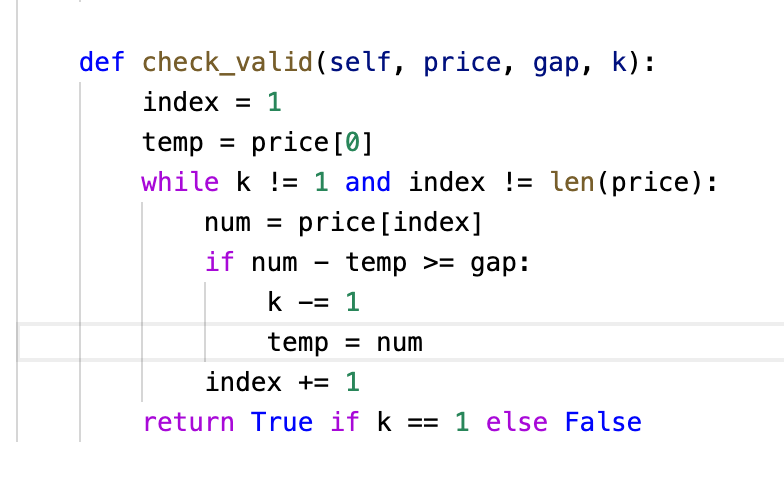 def check_valid(self, price, gap, k):
    index = 1
    temp = price[0]
    while k != 1 and index != len(price):
        num = price[index]
        if num - temp >= gap:
            k -= 1
            temp = num
        index += 1
    return True if k == 1 else False